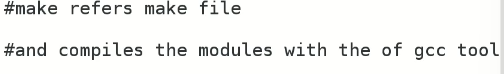 #make refers make file
#and compiles the modules with the of gcc tool